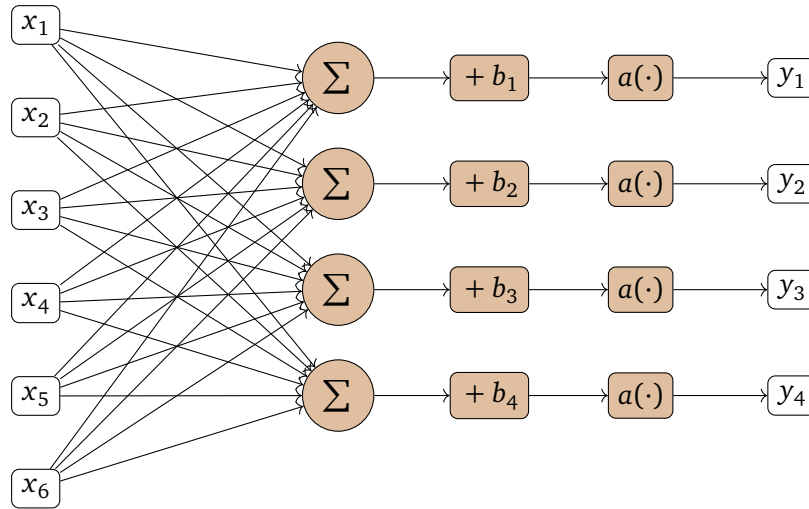 x₁
x₂
x₃
x₄
x₅
x₆
Σ + b₁ a(·) y₁
Σ + b₂ a(·) y₂
Σ + b₃ a(·) y₃
Σ + b₄ a(·) y₄